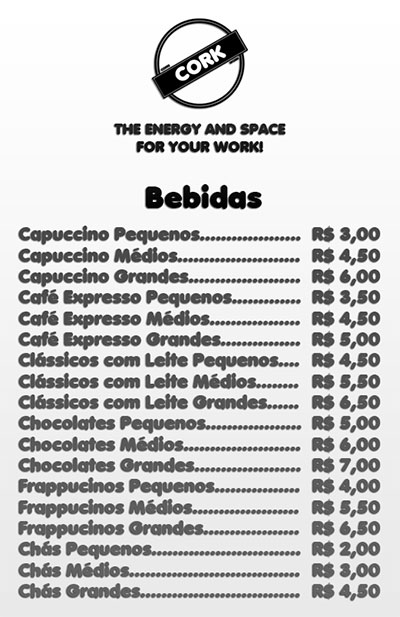 CORK
THE ENERGY AND SPACE
FOR YOUR WORK!
Bebidas
Capuccino Pequenos..................... R$ 3,00
Capuccino Médios......................... R$ 4,50
Capuccino Grandes....................... R$ 6,00
Café Expresso Pequenos.............. R$ 3,50
Café Expresso Médios.................. R$ 4,50
Café Expresso Grandes................ R$ 5,00
Clássicos com Leite Pequenos.... R$ 4,50
Clássicos com Leite Médios........ R$ 5,50
Clássicos com Leite Grandes...... R$ 6,50
Chocolates Pequenos................... R$ 5,00
Chocolates Médios........................ R$ 6,00
Chocolates Grandes...................... R$ 7,00
Frappucinos Pequenos................. R$ 4,00
Frappucinos Médios...................... R$ 5,50
Frappucinos Grandes.................... R$ 6,50
Chás Pequenos............................... R$ 2,00
Chás Médios.................................... R$ 3,00
Chás Grandes.................................. R$ 4,50